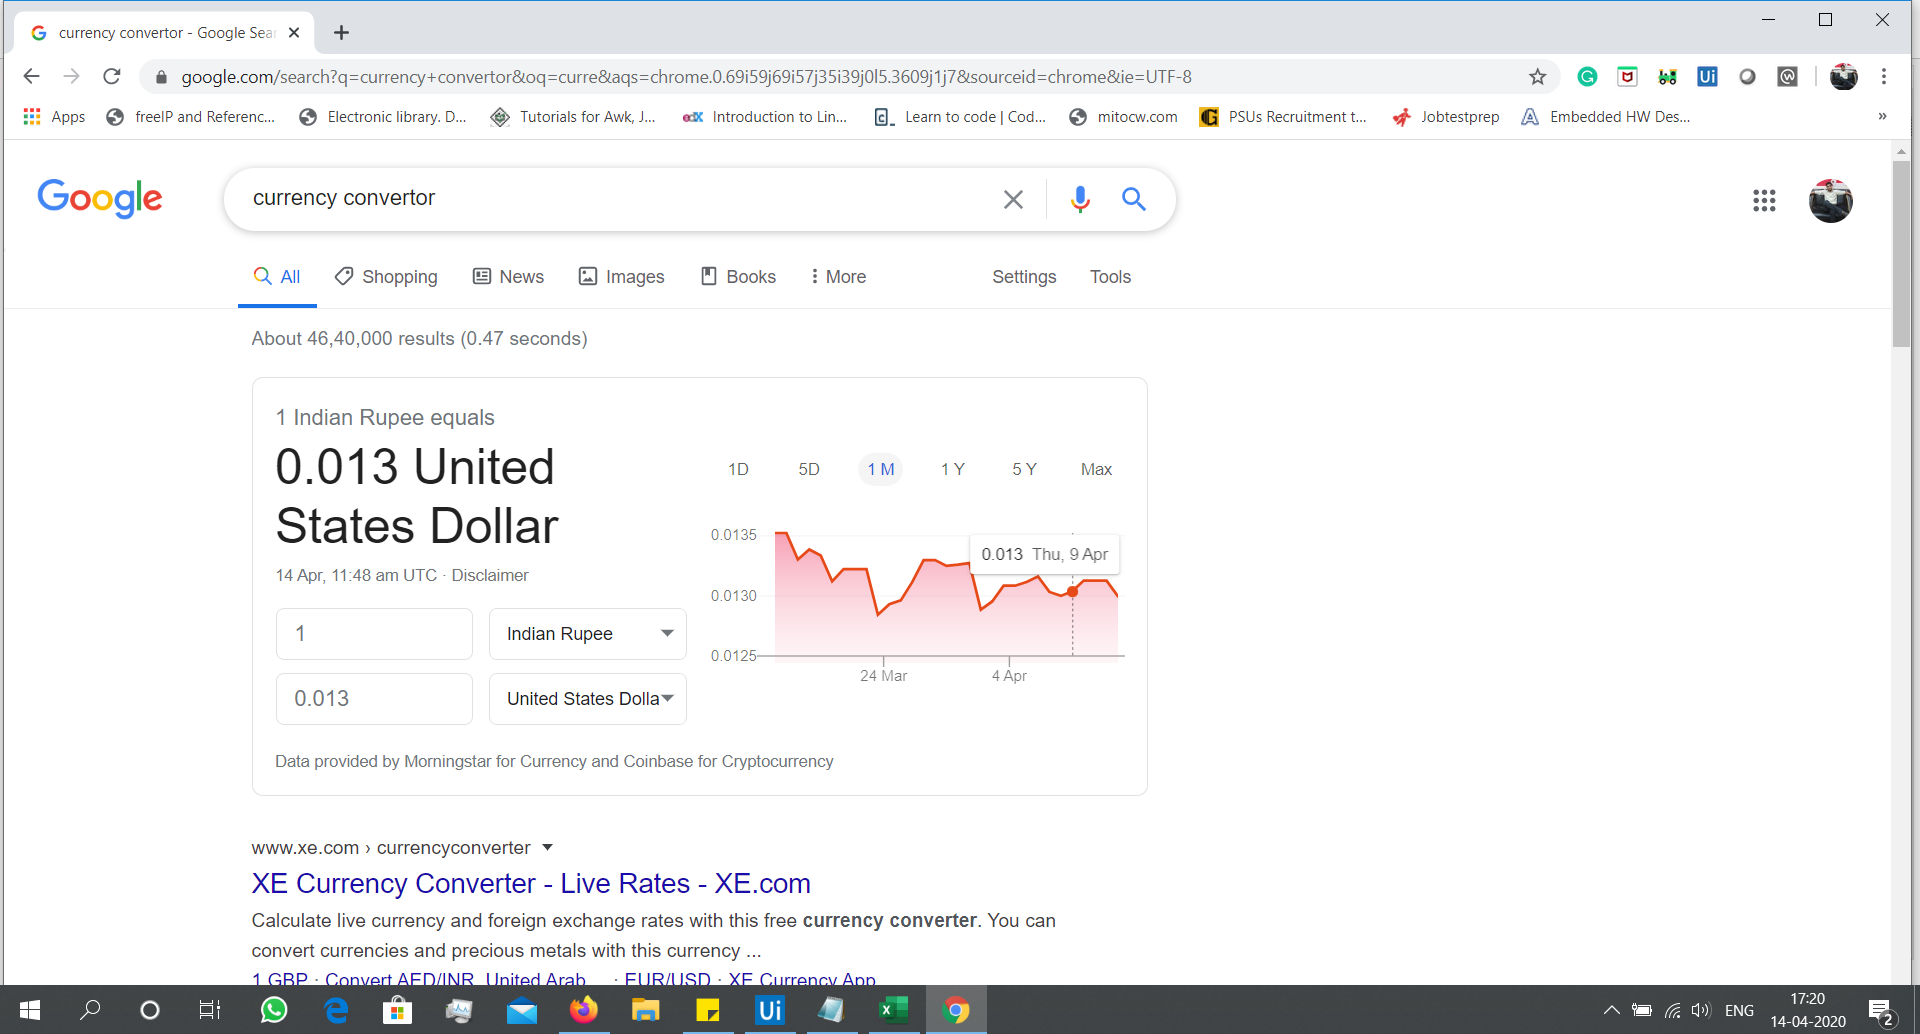 currency convertor - Google Sear
google.com/search?q=currency+convertor&oq=curre&aqs=chrome.0.69i59j69i57j35i39j0l5.3609j1j7&sourceid=chrome&ie=UTF-8
Apps freeIP and Referenc... Electronic library. D... Tutorials for Awk, J... edX Introduction to Lin... Learn to code | Cod... mitocw.com PSUs Recruitment t... Jobtestprep Embedded HW Des... »
Google
currency convertor
All Shopping News Images Books More Settings Tools
About 46,40,000 results (0.47 seconds)
1 Indian Rupee equals
0.013 United
States Dollar
14 Apr, 11:48 am UTC · Disclaimer
1 Indian Rupee
0.013 United States Dolla
1D 5D 1 M 1 Y 5 Y Max
0.0135
0.013 Thu, 9 Apr
0.0130
0.0125
24 Mar 4 Apr
Data provided by Morningstar for Currency and Coinbase for Cryptocurrency
www.xe.com › currencyconverter
XE Currency Converter - Live Rates - XE.com
Calculate live currency and foreign exchange rates with this free currency converter. You can
convert currencies and precious metals with this currency ...
1 GBP · Convert AED/INR. United Arab ... · EUR/USD · XE Currency App
Ui
ENG
17:20
14-04-2020
2